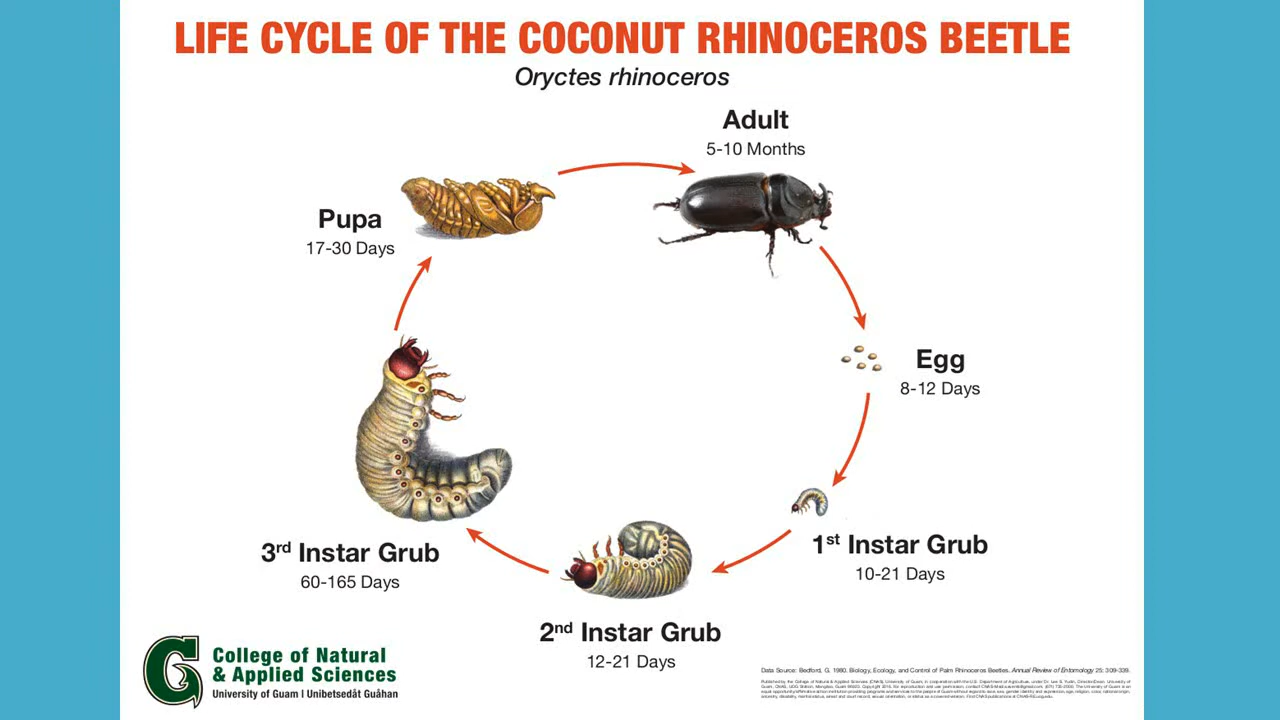 LIFE CYCLE OF THE COCONUT RHINOCEROS BEETLE
Oryctes rhinoceros
Adult
5-10 Months
Pupa
17-30 Days
Egg
8-12 Days
1st Instar Grub
10-21 Days
3rd Instar Grub
60-165 Days
2nd Instar Grub
12-21 Days
College of Natural
& Applied Sciences
University of Guam | Unibetsedåt Guåhan
Data Source: Bedford, G. 1980. Biology, Ecology, and Control of Palm Rhinoceros Beetles. Annual Review of Entomology 25: 309-339.